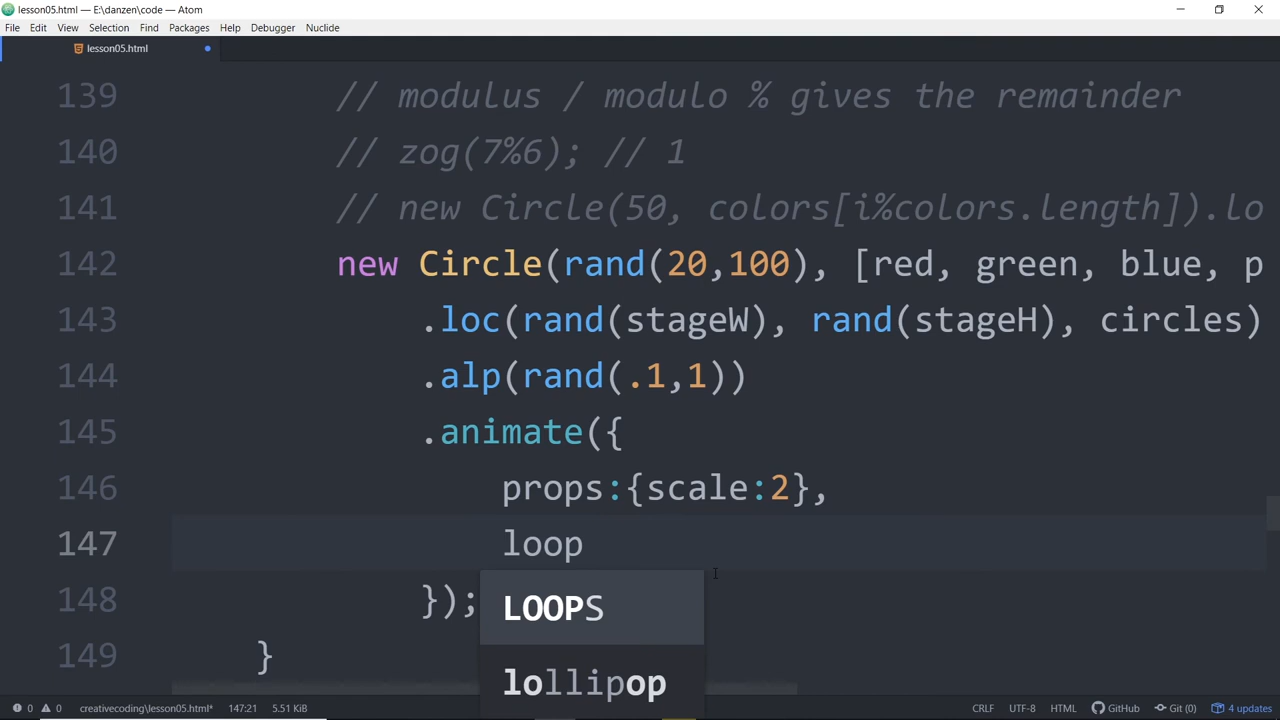 lesson05.html — E:\danzen\code — Atom
File Edit View Selection Find Packages Help Debugger Nuclide
lesson05.html
139 // modulus / modulo % gives the remainder
140 // zog(7%6); // 1
141 // new Circle(50, colors[i%colors.length]).lo
142 new Circle(rand(20,100), [red, green, blue, p
143 .loc(rand(stageW), rand(stageH), circles)
144 .alp(rand(.1,1))
145 .animate({
146 props:{scale:2},
147 loop
148 });
LOOPS
149 }
lollipop
0 0 creativecoding\lesson05.html* 147:21 5.51 KiB CRLF UTF-8 HTML GitHub Git (0) 4 updates